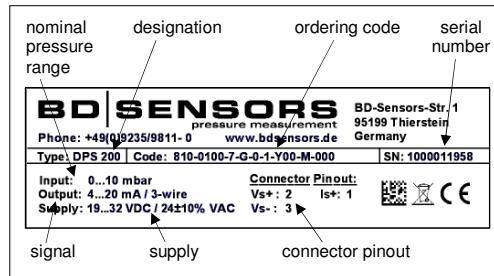 nominal pressure range
designation
ordering code
serial number
BD SENSORS
pressure measurement
BD-Sensors-Str. 1
95199 Thierstein
Germany
Phone: +49(0)9235/9811- 0 www.bdsensors.de
Type: DPS 200 Code: 810-0100-7-G-0-1-Y00-M-000 SN: 1000011958
Input: 0...10 mbar
Output: 4...20 mA / 3-wire
Supply: 19...32 VDC / 24±10% VAC
Connector Pinout:
Vs+ : 2 Is+: 1
Vs- : 3
CE
signal
supply
connector pinout